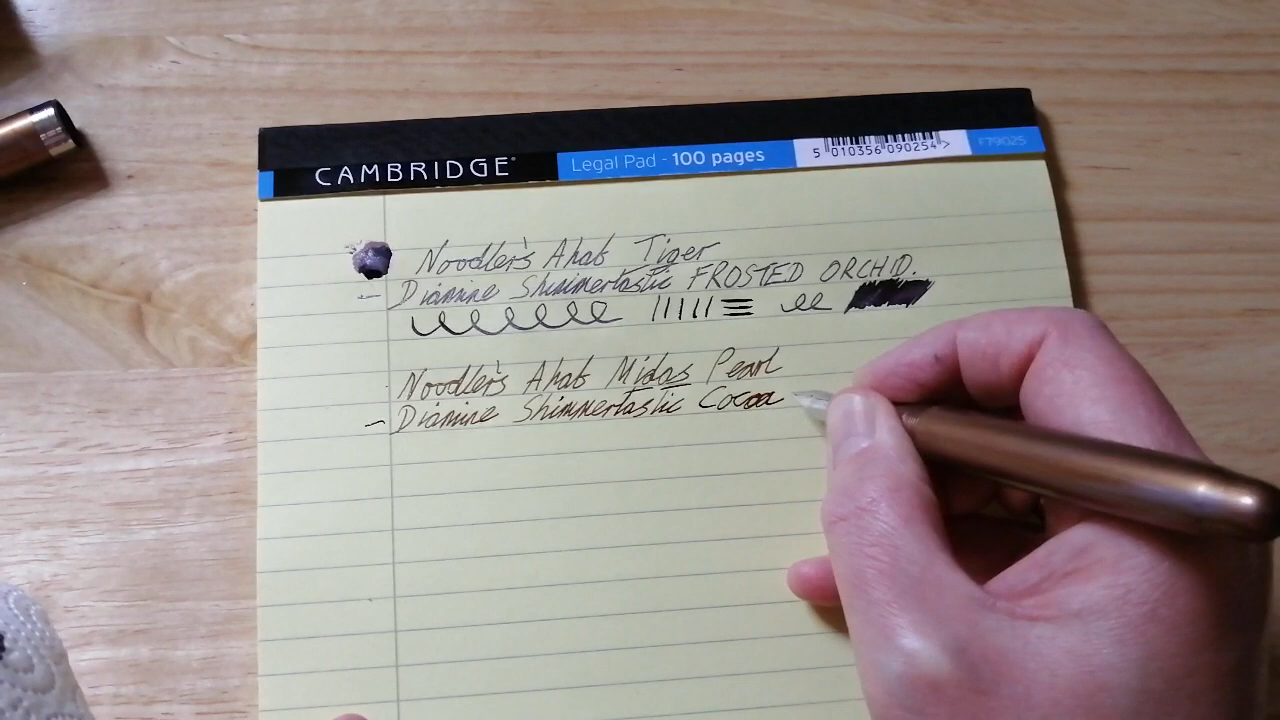 CAMBRIDGE
Legal Pad - 100 pages
5 010356 090254 >
F79025
Noodler's Ahab Tiger
- Diamine Shimmertastic FROSTED ORCHID.
Noodler's Ahab Midas Pearl
- Diamine Shimmertastic Cocoa